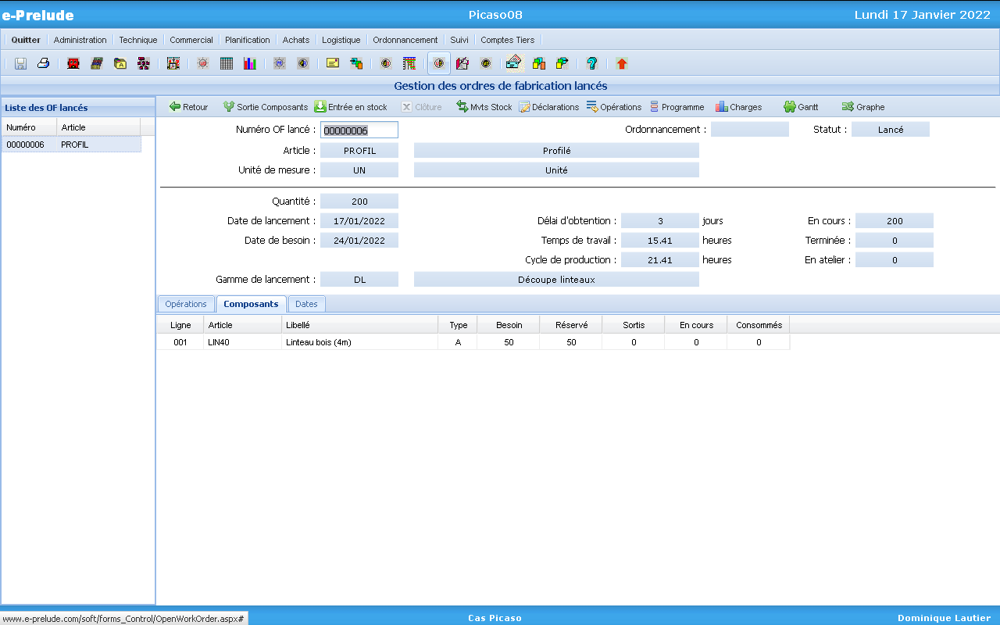 e-Prelude Picaso08 Lundi 17 Janvier 2022
Quitter Administration Technique Commercial Planification Achats Logistique Ordonnancement Suivi Comptes Tiers
Gestion des ordres de fabrication lancés
Liste des OF lancés
Numéro Article
00000006 PROFIL
Retour Sortie Composants Entrée en stock Clôture Mvts Stock Déclarations Opérations Programme Charges Gantt Graphe
Numéro OF lancé : 00000006 Ordonnancement : Statut : Lancé
Article : PROFIL Profilé
Unité de mesure : UN Unité
Quantité : 200
Date de lancement : 17/01/2022 Délai d'obtention : 3 jours En cours : 200
Date de besoin : 24/01/2022 Temps de travail : 15.41 heures Terminée : 0
Cycle de production : 21.41 heures En atelier : 0
Gamme de lancement : DL Découpe linteaux
Opérations Composants Dates
Ligne Article Libellé Type Besoin Réservé Sortis En cours Consommés
001 LIN40 Linteau bois (4m) A 50 50 0 0 0
www.e-prelude.com/soft/forms_Control/OpenWorkOrder.aspx# Cas Picaso Dominique Lautier